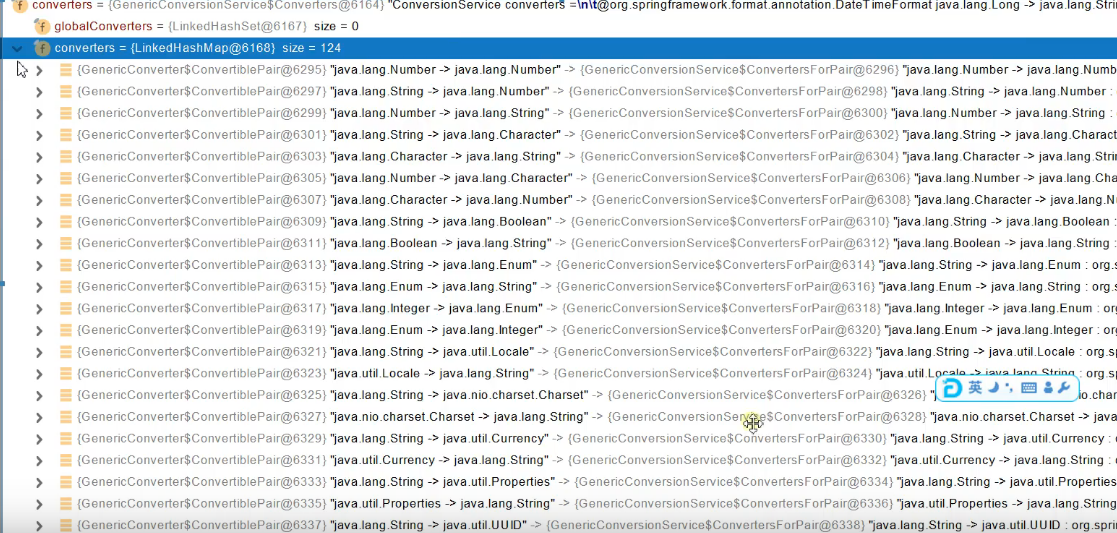 converters = {GenericConversionService$Converters@6164} "ConversionService converters =\n\t@org.springframework.format.annotation.DateTimeFormat java.lang.Long -> java.lang.Stri
globalConverters = {LinkedHashSet@6167} size = 0
converters = {LinkedHashMap@6168} size = 124
{GenericConverter$ConvertiblePair@6295} "java.lang.Number -> java.lang.Number" -> {GenericConversionService$ConvertersForPair@6296} "java.lang.Number -> java.lang.Numb
{GenericConverter$ConvertiblePair@6297} "java.lang.String -> java.lang.Number" -> {GenericConversionService$ConvertersForPair@6298} "java.lang.String -> java.lang.Number :
{GenericConverter$ConvertiblePair@6299} "java.lang.Number -> java.lang.String" -> {GenericConversionService$ConvertersForPair@6300} "java.lang.Number -> java.lang.String :
{GenericConverter$ConvertiblePair@6301} "java.lang.String -> java.lang.Character" -> {GenericConversionService$ConvertersForPair@6302} "java.lang.String -> java.lang.Charact
{GenericConverter$ConvertiblePair@6303} "java.lang.Character -> java.lang.String" -> {GenericConversionService$ConvertersForPair@6304} "java.lang.Character -> java.lang.Stri
{GenericConverter$ConvertiblePair@6305} "java.lang.Number -> java.lang.Character" -> {GenericConversionService$ConvertersForPair@6306} "java.lang.Number -> java.lang.Cha
{GenericConverter$ConvertiblePair@6307} "java.lang.Character -> java.lang.Number" -> {GenericConversionService$ConvertersForPair@6308} "java.lang.Character -> java.lang.N
{GenericConverter$ConvertiblePair@6309} "java.lang.String -> java.lang.Boolean" -> {GenericConversionService$ConvertersForPair@6310} "java.lang.String -> java.lang.Boolean :
{GenericConverter$ConvertiblePair@6311} "java.lang.Boolean -> java.lang.String" -> {GenericConversionService$ConvertersForPair@6312} "java.lang.Boolean -> java.lang.String :
{GenericConverter$ConvertiblePair@6313} "java.lang.String -> java.lang.Enum" -> {GenericConversionService$ConvertersForPair@6314} "java.lang.String -> java.lang.Enum : org.s
{GenericConverter$ConvertiblePair@6315} "java.lang.Enum -> java.lang.String" -> {GenericConversionService$ConvertersForPair@6316} "java.lang.Enum -> java.lang.String : org.s
{GenericConverter$ConvertiblePair@6317} "java.lang.Integer -> java.lang.Enum" -> {GenericConversionService$ConvertersForPair@6318} "java.lang.Integer -> java.lang.Enum : or
{GenericConverter$ConvertiblePair@6319} "java.lang.Enum -> java.lang.Integer" -> {GenericConversionService$ConvertersForPair@6320} "java.lang.Enum -> java.lang.Integer : or
{GenericConverter$ConvertiblePair@6321} "java.lang.String -> java.util.Locale" -> {GenericConversionService$ConvertersForPair@6322} "java.lang.String -> java.util.Locale : org.sp
{GenericConverter$ConvertiblePair@6323} "java.util.Locale -> java.lang.String" -> {GenericConversionService$ConvertersForPair@6324} "java.util.Locale -> java.lang.String : org.sp
{GenericConverter$ConvertiblePair@6325} "java.lang.String -> java.nio.charset.Charset" -> {GenericConversionService$ConvertersForPair@6326} "j 英 io.char
{GenericConverter$ConvertiblePair@6327} "java.nio.charset.Charset -> java.lang.String" -> {GenericConversionService$ConvertersForPair@6328} "java.nio.charset.Charset -> java
{GenericConverter$ConvertiblePair@6329} "java.lang.String -> java.util.Currency" -> {GenericConversionService$ConvertersForPair@6330} "java.lang.String -> java.util.Currency : o
{GenericConverter$ConvertiblePair@6331} "java.util.Currency -> java.lang.String" -> {GenericConversionService$ConvertersForPair@6332} "java.util.Currency -> java.lang.String : o
{GenericConverter$ConvertiblePair@6333} "java.lang.String -> java.util.Properties" -> {GenericConversionService$ConvertersForPair@6334} "java.lang.String -> java.util.Properties
{GenericConverter$ConvertiblePair@6335} "java.util.Properties -> java.lang.String" -> {GenericConversionService$ConvertersForPair@6336} "java.util.Properties -> java.lang.String
{GenericConverter$ConvertiblePair@6337} "java.lang.String -> java.util.UUID" -> {GenericConversionService$ConvertersForPair@6338} "java.lang.String -> java.util.UUID : org.spri